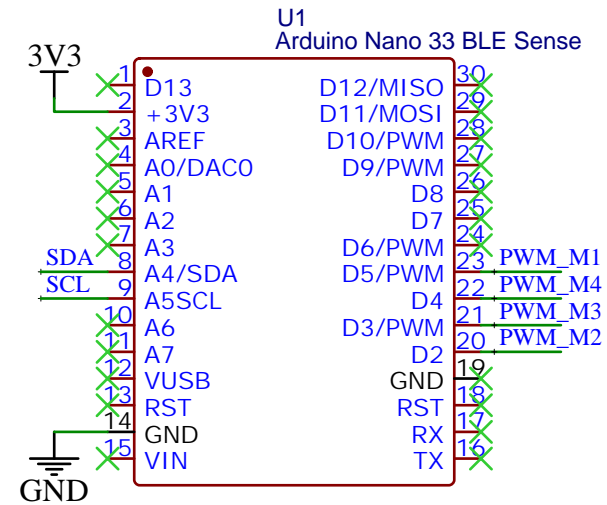 U1
Arduino Nano 33 BLE Sense
3V3
1 D13 D12/MISO 30
2 +3V3 D11/MOSI 29
3 AREF D10/PWM 28
4 A0/DAC0 D9/PWM 27
5 A1 D8 26
6 A2 D7 25
7 A3 D6/PWM 24
SDA 8 A4/SDA D5/PWM 23 PWM_M1
SCL 9 A5SCL D4 22 PWM_M4
10 A6 D3/PWM 21 PWM_M3
11 A7 D2 20 PWM_M2
12 VUSB GND 19
13 RST RST 18
14 GND RX 17
15 VIN TX 16
GND